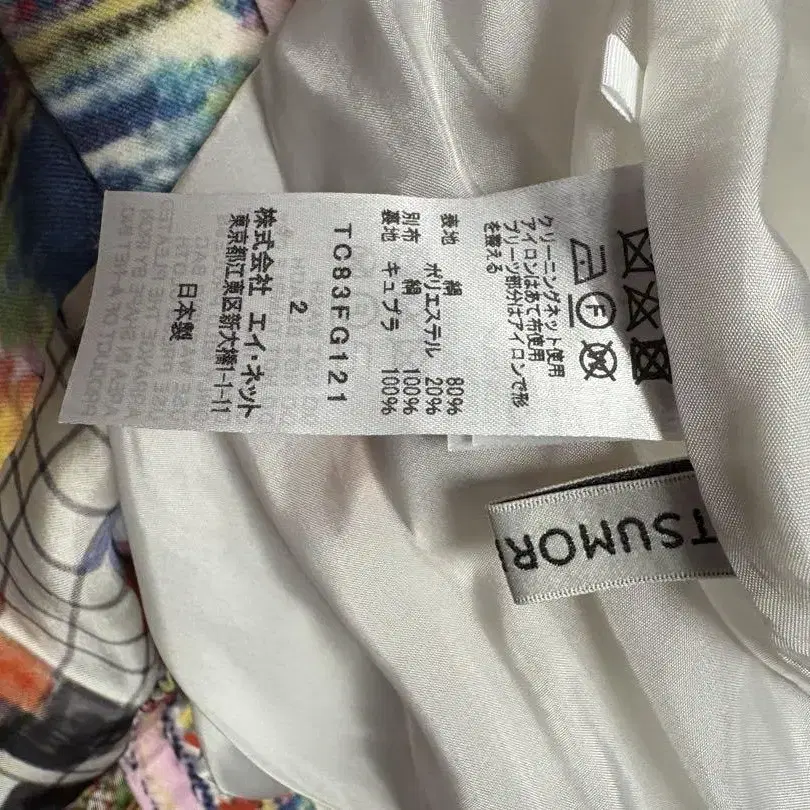 クリーニングネット使用
アイロンはあて布使用
プリーツ部分はアイロンで形
を整える
表地 綿 80%
ポリエステル 20%
別布 綿 100%
裏地 キュプラ 100%
TC83FG121
2
株式会社 エイ・ネット
東京都江東区新大橋1-1-11
日本製
TSUMOR